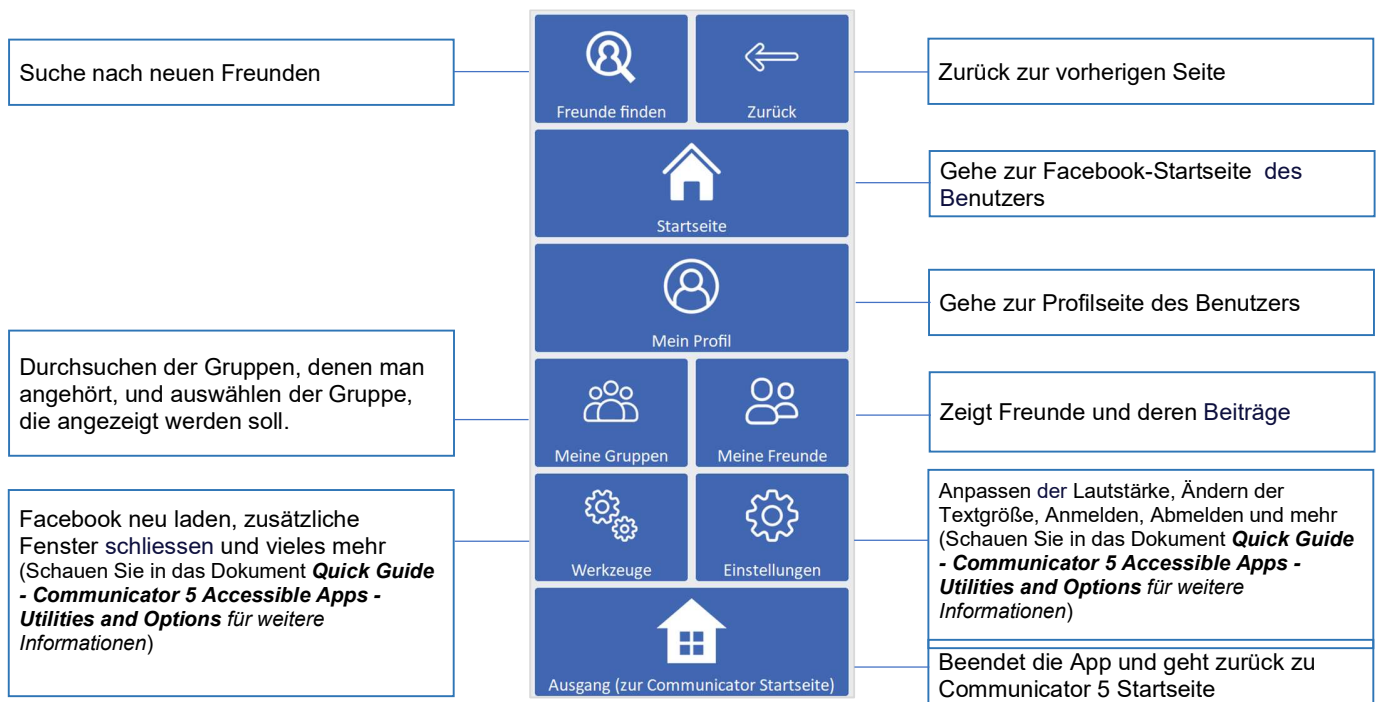 Suche nach neuen Freunden
Freunde finden
Zurück
Zurück zur vorherigen Seite
Startseite
Gehe zur Facebook-Startseite des
Benutzers
Mein Profil
Gehe zur Profilseite des Benutzers
Durchsuchen der Gruppen, denen man
angehört, und auswählen der Gruppe,
die angezeigt werden soll.
Meine Gruppen
Meine Freunde
Zeigt Freunde und deren Beiträge
Facebook neu laden, zusätzliche
Fenster schliessen und vieles mehr
(Schauen Sie in das Dokument Quick Guide
- Communicator 5 Accessible Apps -
Utilities and Options für weitere
Informationen)
Werkzeuge
Einstellungen
Anpassen der Lautstärke, Ändern der
Textgröße, Anmelden, Abmelden und mehr
(Schauen Sie in das Dokument Quick Guide
- Communicator 5 Accessible Apps -
Utilities and Options für weitere
Informationen)
Ausgang (zur Communicator Startseite)
Beendet die App und geht zurück zu
Communicator 5 Startseite